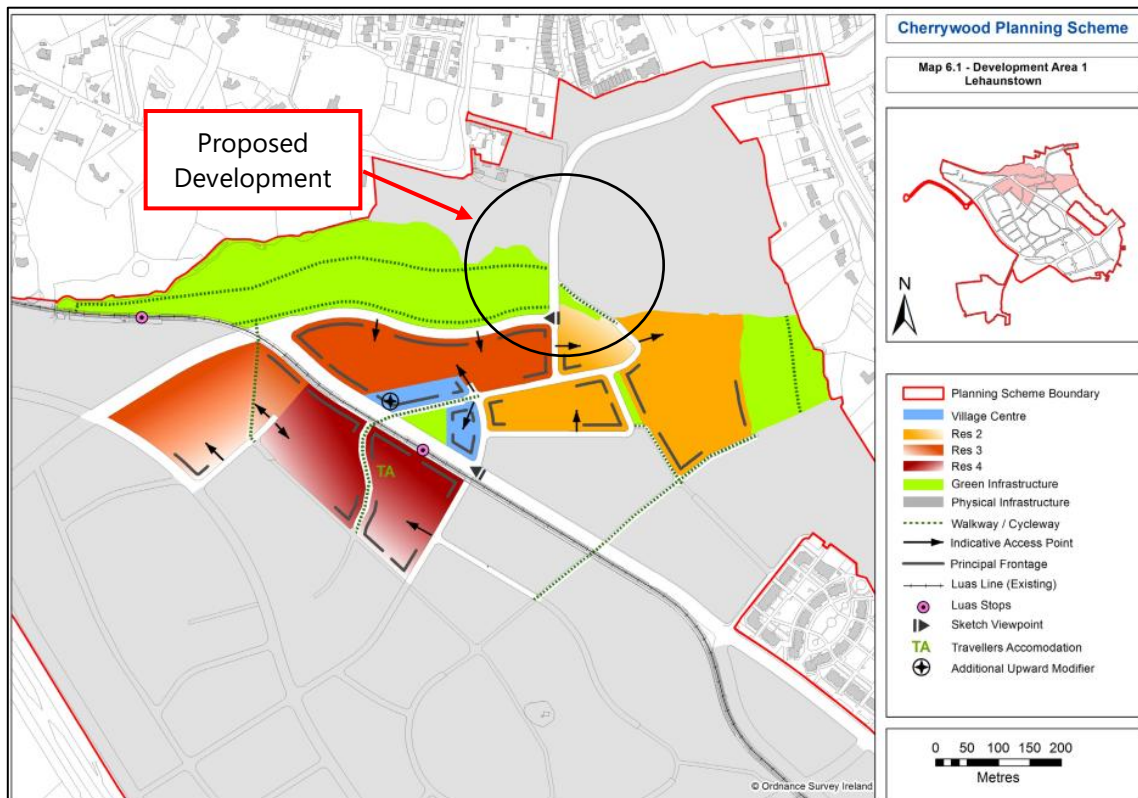 Proposed
Development
TA
© Ordnance Survey Ireland
Cherrywood Planning Scheme
Map 6.1 - Development Area 1
Lehaunstown
N
Planning Scheme Boundary
Village Centre
Res 2
Res 3
Res 4
Green Infrastructure
Physical Infrastructure
Walkway / Cycleway
Indicative Access Point
Principal Frontage
Luas Line (Existing)
Luas Stops
Sketch Viewpoint
TA Travellers Accomodation
Additional Upward Modifier
0 50 100 150 200
Metres